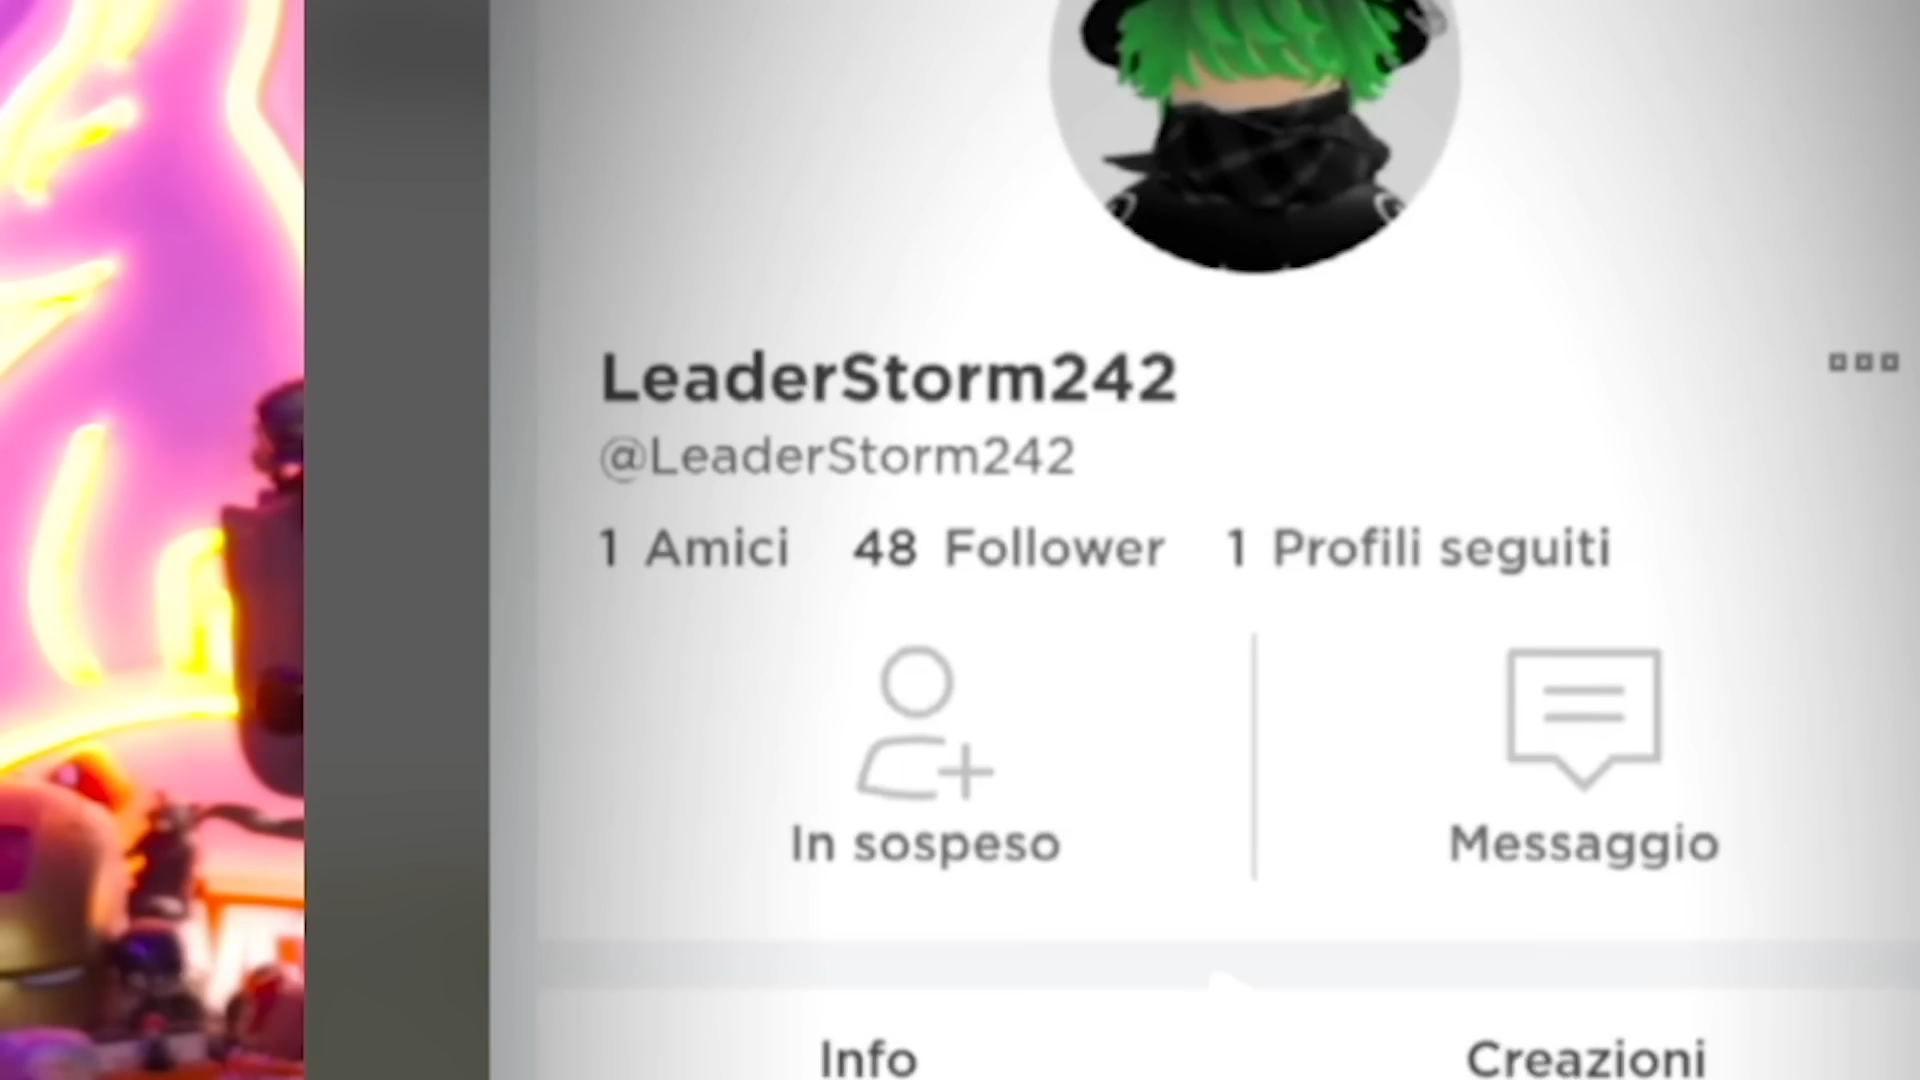 LeaderStorm242
@LeaderStorm242
1 Amici 48 Follower 1 Profili seguiti
In sospeso
Messaggio
Info
Creazioni